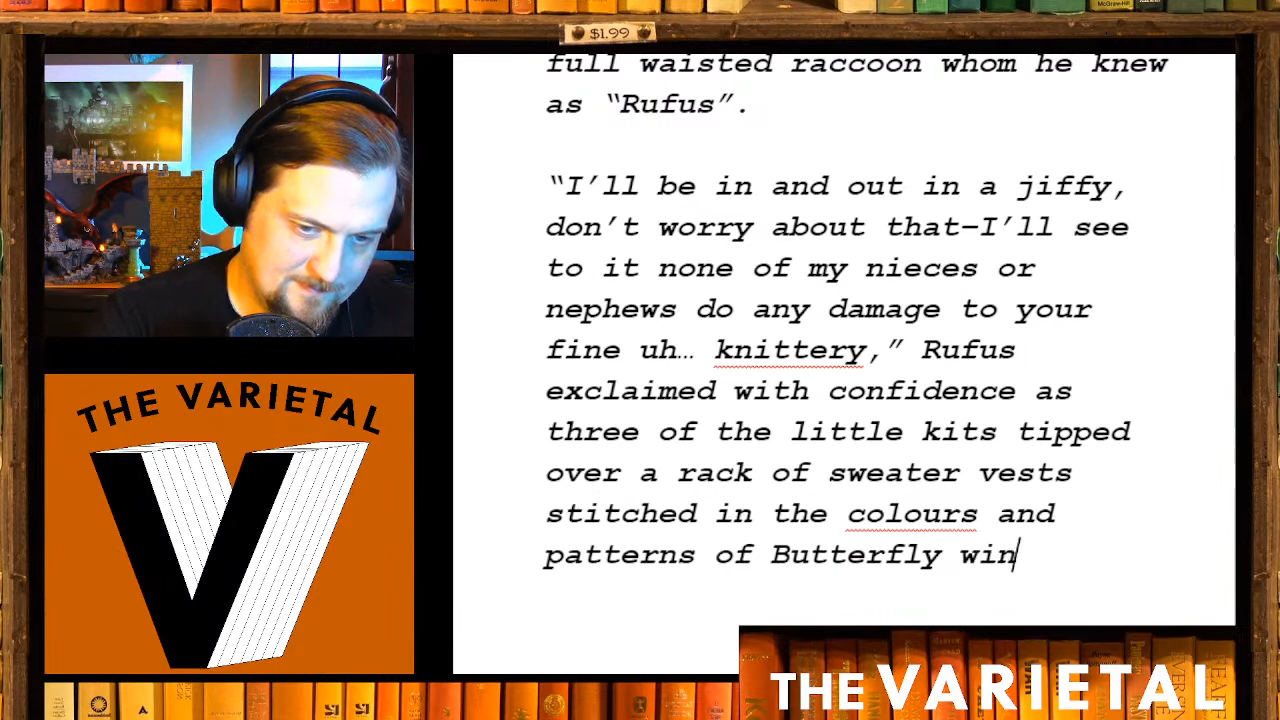 McGraw-Hill
$1.99
full waisted raccoon whom he knew
as “Rufus”.
“I’ll be in and out in a jiffy,
don’t worry about that–I’ll see
to it none of my nieces or
nephews do any damage to your
fine uh… knittery,” Rufus
exclaimed with confidence as
three of the little kits tipped
over a rack of sweater vests
stitched in the colours and
patterns of Butterfly win
THE VARIETAL
V
THE VARIETAL